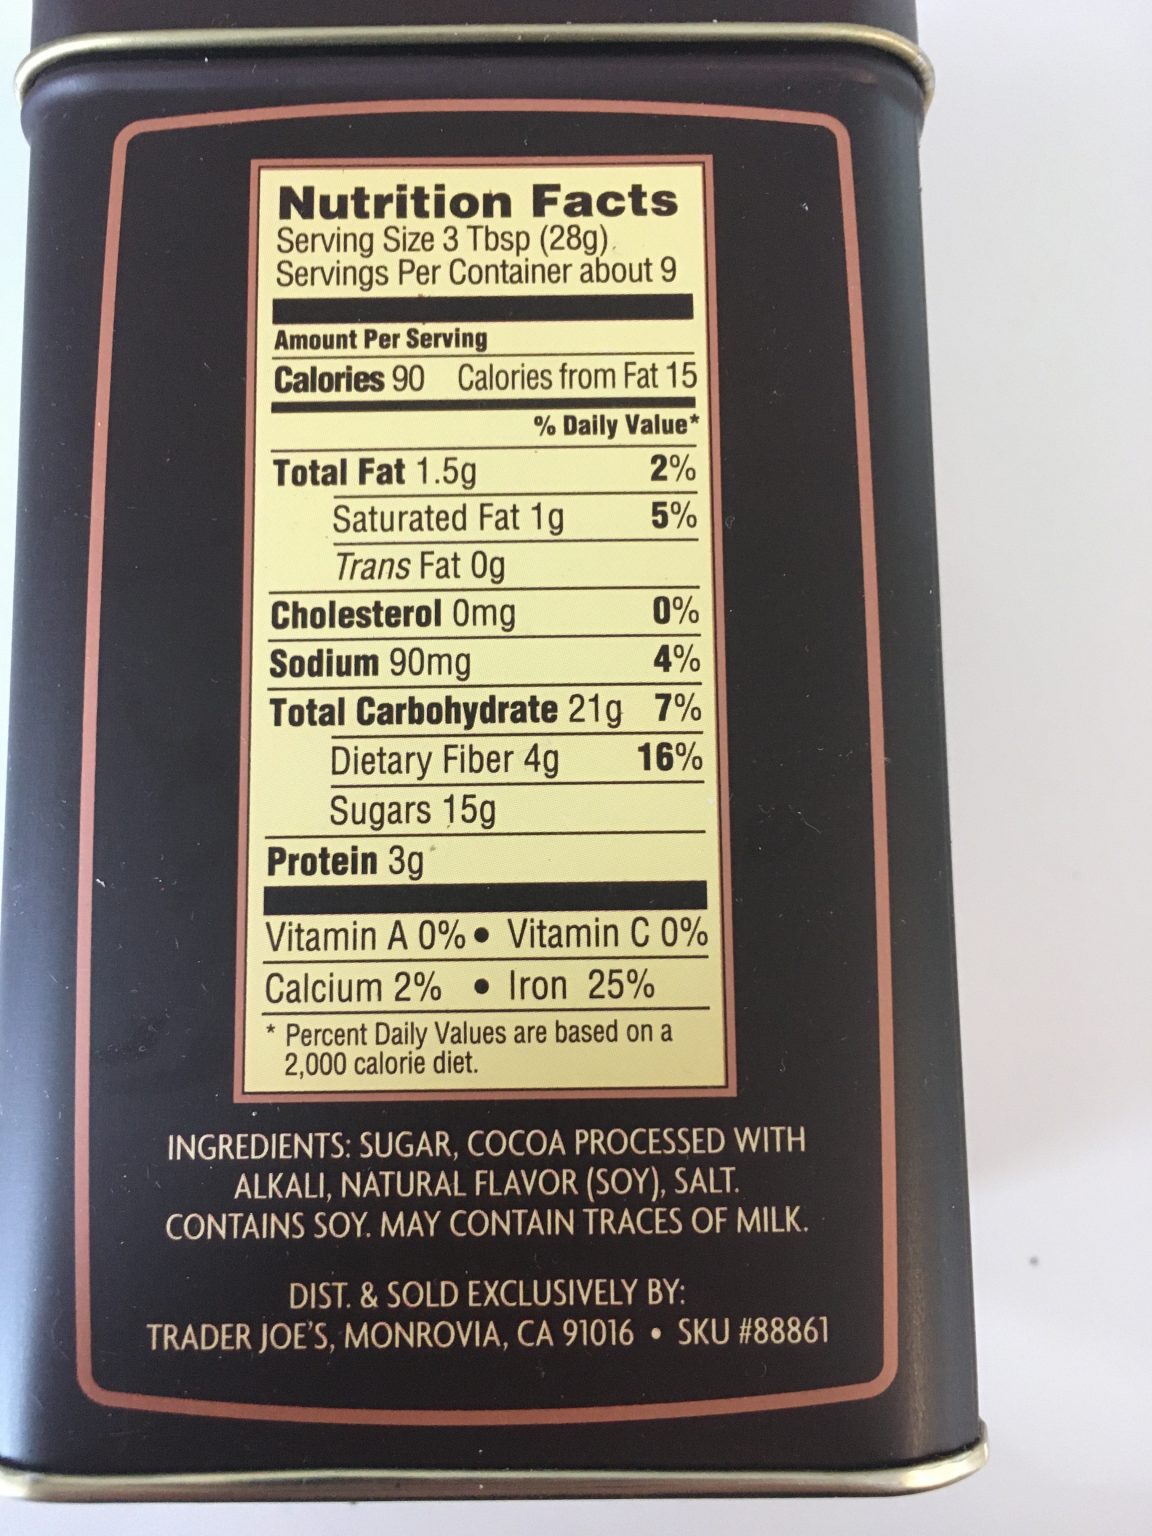 Nutrition Facts
Serving Size 3 Tbsp (28g)
Servings Per Container about 9
Amount Per Serving
Calories 90 Calories from Fat 15
% Daily Value*
Total Fat 1.5g 2%
Saturated Fat 1g 5%
Trans Fat 0g
Cholesterol 0mg 0%
Sodium 90mg 4%
Total Carbohydrate 21g 7%
Dietary Fiber 4g 16%
Sugars 15g
Protein 3g
Vitamin A 0% • Vitamin C 0%
Calcium 2% • Iron 25%
* Percent Daily Values are based on a
2,000 calorie diet.
INGREDIENTS: SUGAR, COCOA PROCESSED WITH
ALKALI, NATURAL FLAVOR (SOY), SALT.
CONTAINS SOY. MAY CONTAIN TRACES OF MILK.
DIST. & SOLD EXCLUSIVELY BY:
TRADER JOE'S, MONROVIA, CA 91016 • SKU #88861